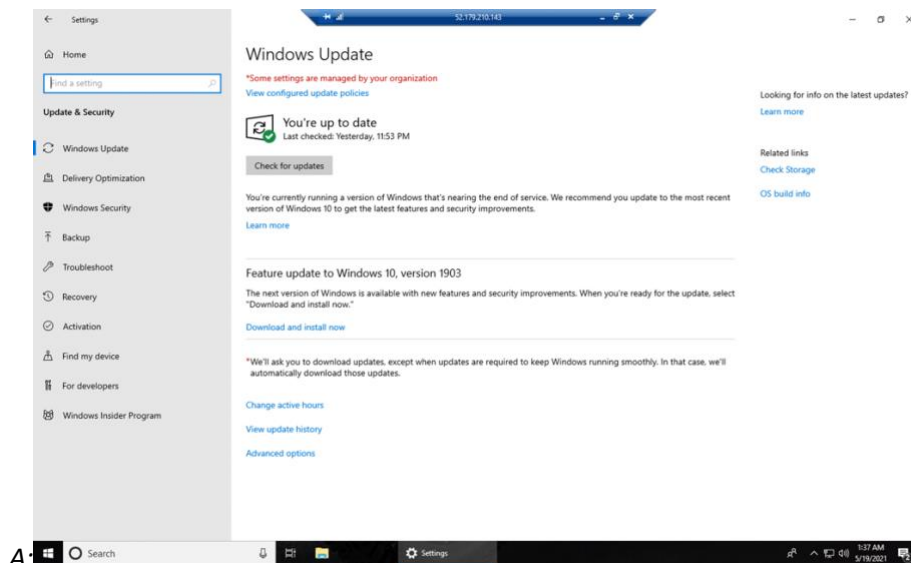 Settings
52.179.210.143
Home
Find a setting
Update & Security
Windows Update
Delivery Optimization
Windows Security
Backup
Troubleshoot
Recovery
Activation
Find my device
For developers
Windows Insider Program
Windows Update
*Some settings are managed by your organization
View configured update policies
You're up to date
Last checked: Yesterday, 11:53 PM
Check for updates
You're currently running a version of Windows that's nearing the end of service. We recommend you update to the most recent
version of Windows 10 to get the latest features and security improvements.
Learn more
Feature update to Windows 10, version 1903
The next version of Windows is available with new features and security improvements. When you're ready for the update, select
"Download and install now."
Download and install now
*We'll ask you to download updates, except when updates are required to keep Windows running smoothly. In that case, we'll
automatically download those updates.
Change active hours
View update history
Advanced options
Looking for info on the latest updates?
Learn more
Related links
Check Storage
OS build info
A:
Search
Settings
1:37 AM
5/19/2021
2